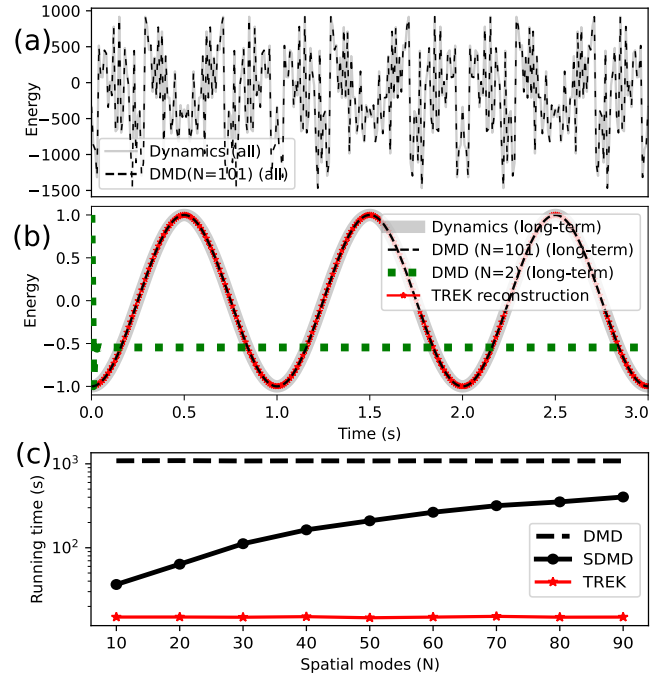 (a)
1000
500
0
−500
−1000
−1500
Energy
Dynamics (all)
DMD(N=101) (all)
(b)
1.0
0.5
0.0
−0.5
−1.0
Energy
Dynamics (long-term)
DMD (N=101) (long-term)
DMD (N=2) (long-term)
TREK reconstruction
0.0 0.5 1.0 1.5 2.0 2.5 3.0
Time (s)
(c)
10³
10²
Running time (s)
DMD
SDMD
TREK
10 20 30 40 50 60 70 80 90
Spatial modes (N)